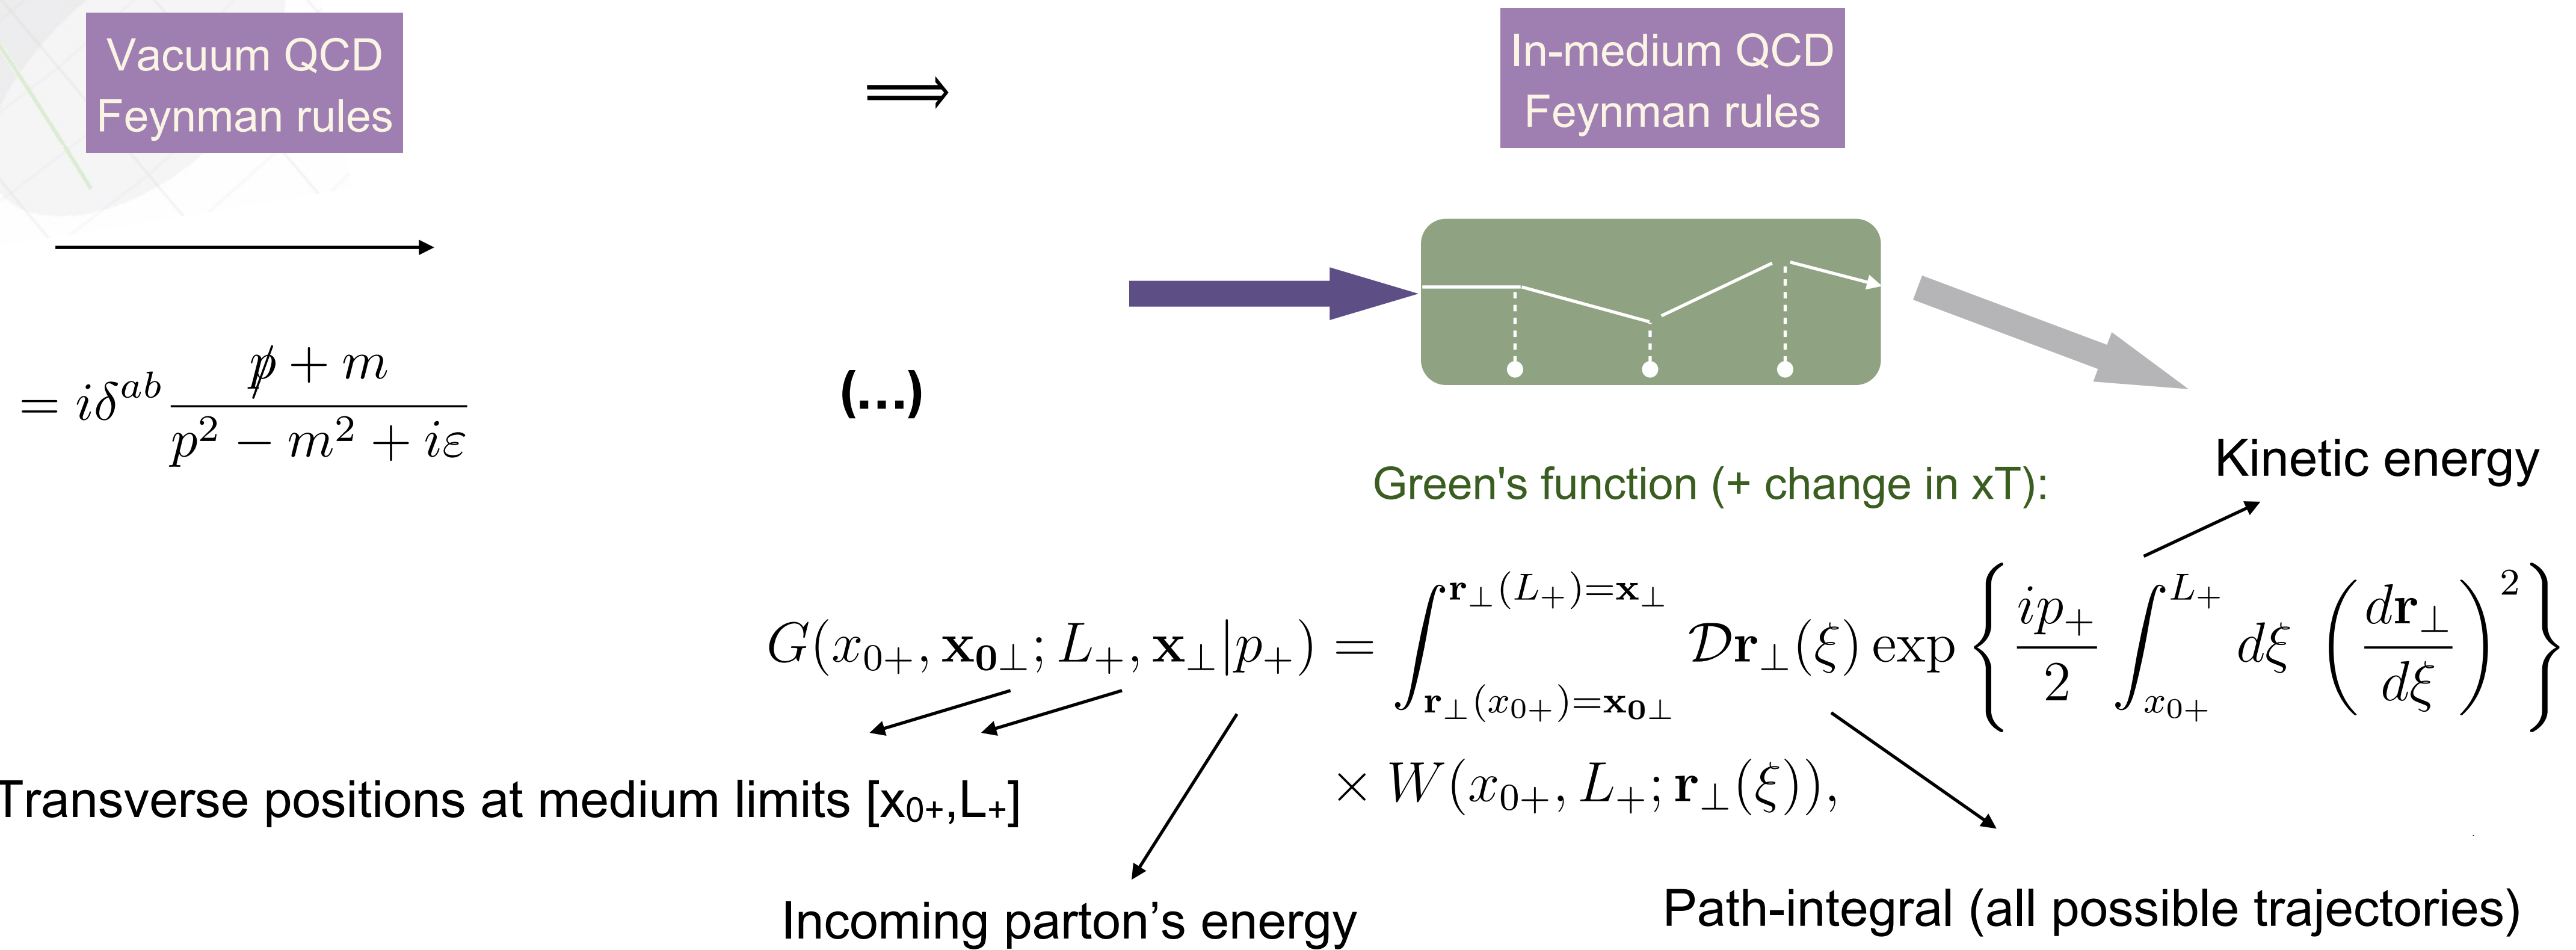 Vacuum QCD
Feynman rules
⟹
In-medium QCD
Feynman rules
= iδ^{ab} (p̸ + m) / (p² − m² + iε)
(...)
Kinetic energy
Green's function (+ change in xT):
G(x_{0+}, 𝐱_{𝟎⊥}; L_+, 𝐱_⊥|p_+) = ∫_{𝐫_⊥(x_{0+})=𝐱_{𝟎⊥}}^{𝐫_⊥(L_+)=𝐱_⊥} 𝒟𝐫_⊥(ξ) exp { (ip_+ / 2) ∫_{x_{0+}}^{L_+} dξ (d𝐫_⊥ / dξ)² }
× W(x_{0+}, L_+; 𝐫_⊥(ξ)),
Transverse positions at medium limits [x₀₊,L₊]
Incoming parton’s energy
Path-integral (all possible trajectories)